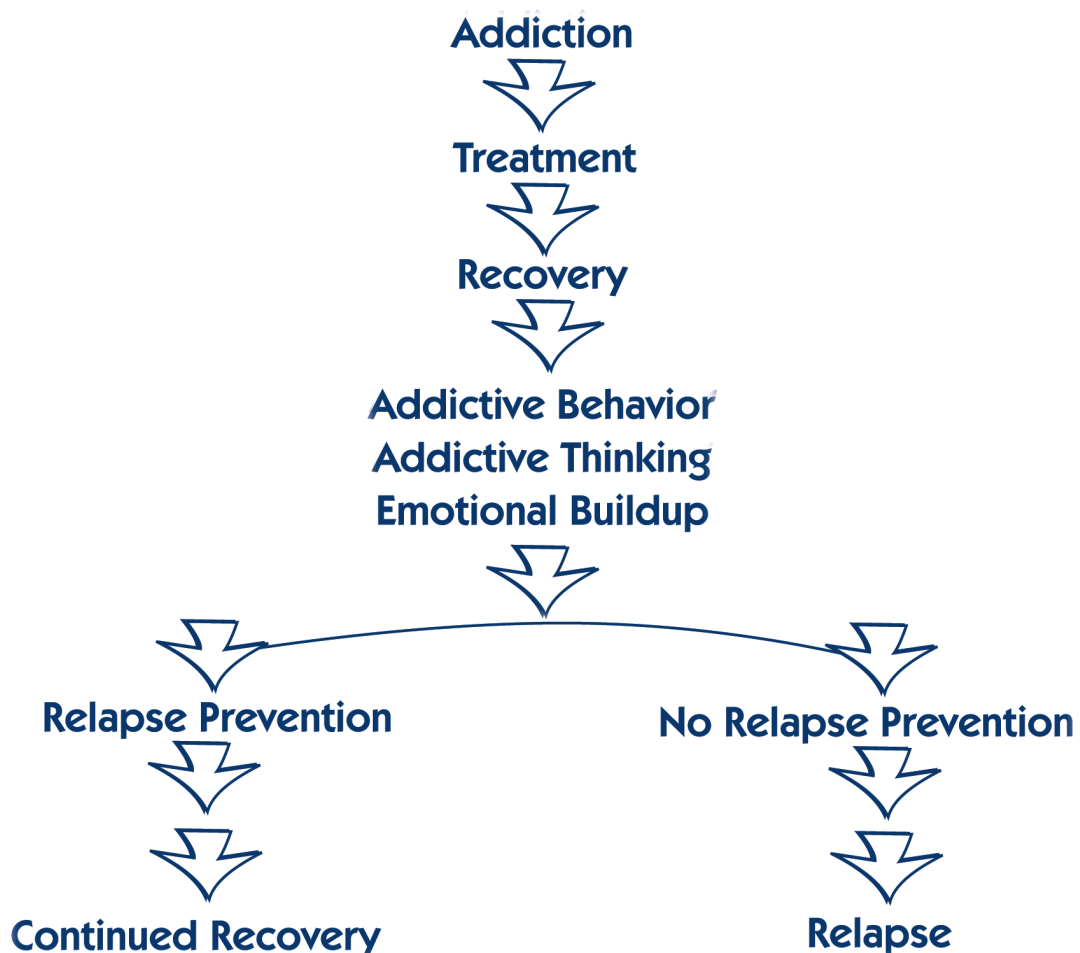 Addiction
Treatment
Recovery
Addictive Behavior
Addictive Thinking
Emotional Buildup
Relapse Prevention
No Relapse Prevention
Continued Recovery
Relapse